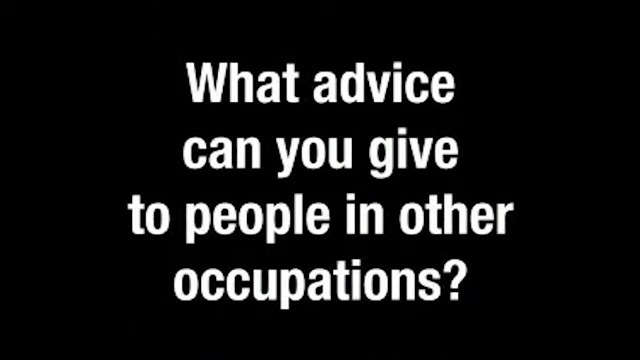 What advice
can you give
to people in other
occupations?